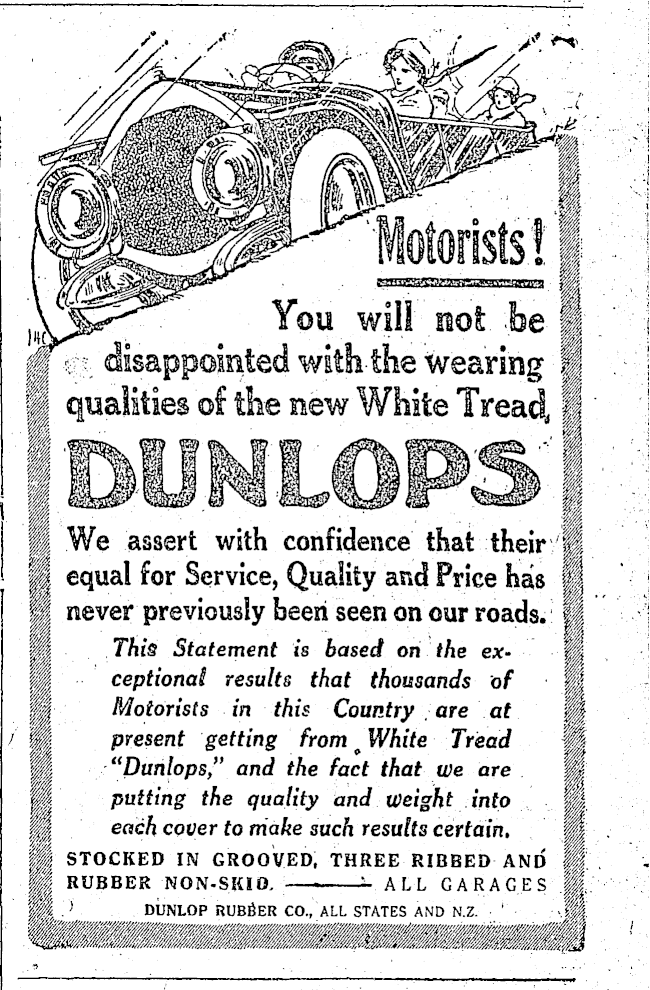 Motorists!
You will not be
disappointed with the wearing
qualities of the new White Tread,
DUNLOPS
We assert with confidence that their
equal for Service, Quality and Price has
never previously been seen on our roads.
This Statement is based on the ex-
ceptional results that thousands of
Motorists in this Country are at
present getting from White Tread
"Dunlops," and the fact that we are
putting the quality and weight into
each cover to make such results certain.
STOCKED IN GROOVED, THREE RIBBED AND
RUBBER NON-SKID. ——— ALL GARAGES
DUNLOP RUBBER CO., ALL STATES AND N.Z.